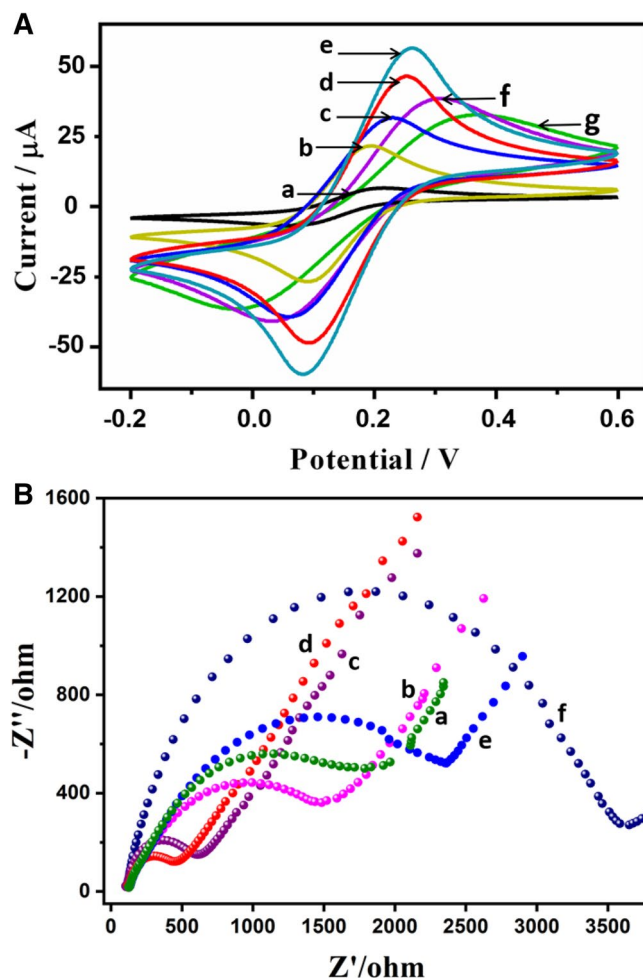 A
50
25
0
-25
-50
Current / µA
e
d
f
c
g
b
a
-0.2
0.0
0.2
0.4
0.6
Potential / V
B
1600
1200
800
400
0
-Z''/ohm
d
c
b
a
e
f
0
500
1000
1500
2000
2500
3000
3500
Z'/ohm